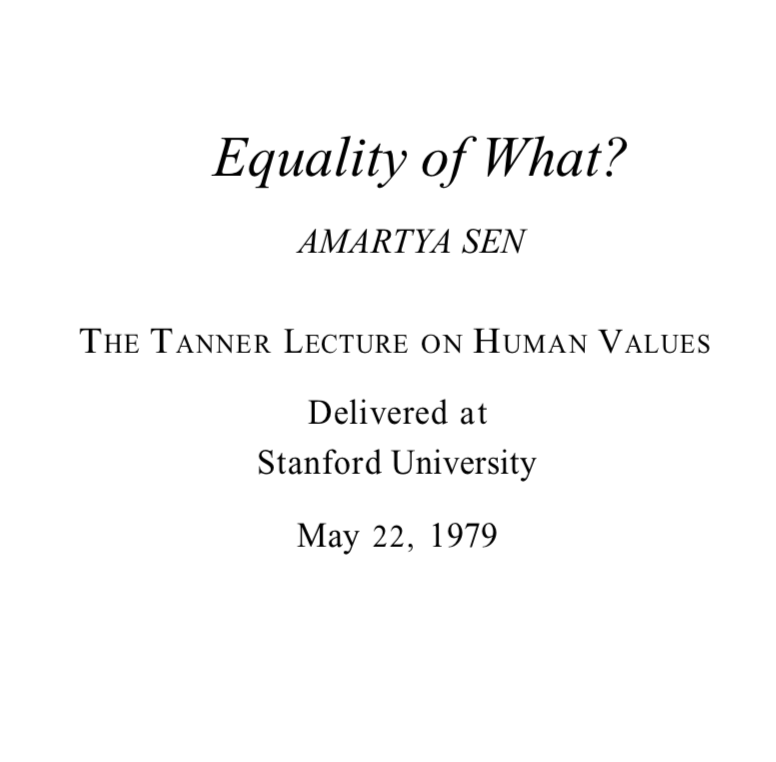 Equality of What?
AMARTYA SEN
THE TANNER LECTURE ON HUMAN VALUES
Delivered at
Stanford University
May 22, 1979